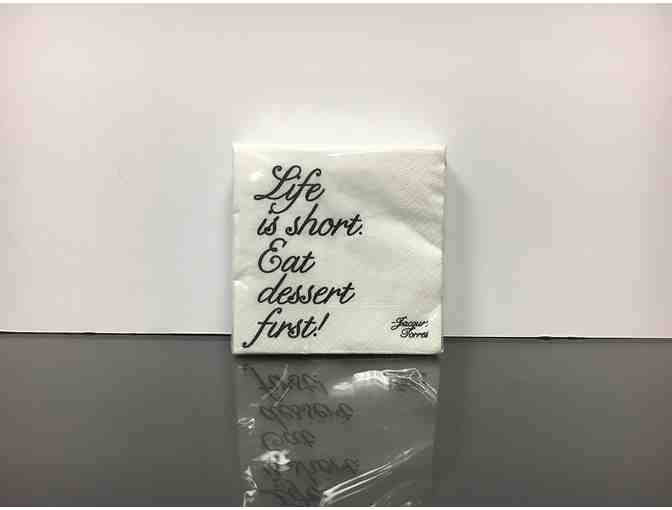 Life
is short.
Eat
dessert
first!
Jacques
Torres